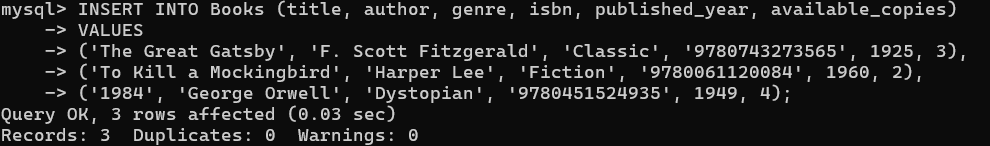 mysql> INSERT INTO Books (title, author, genre, isbn, published_year, available_copies)
    -> VALUES
    -> ('The Great Gatsby', 'F. Scott Fitzgerald', 'Classic', '9780743273565', 1925, 3),
    -> ('To Kill a Mockingbird', 'Harper Lee', 'Fiction', '9780061120084', 1960, 2),
    -> ('1984', 'George Orwell', 'Dystopian', '9780451524935', 1949, 4);
Query OK, 3 rows affected (0.03 sec)
Records: 3  Duplicates: 0  Warnings: 0